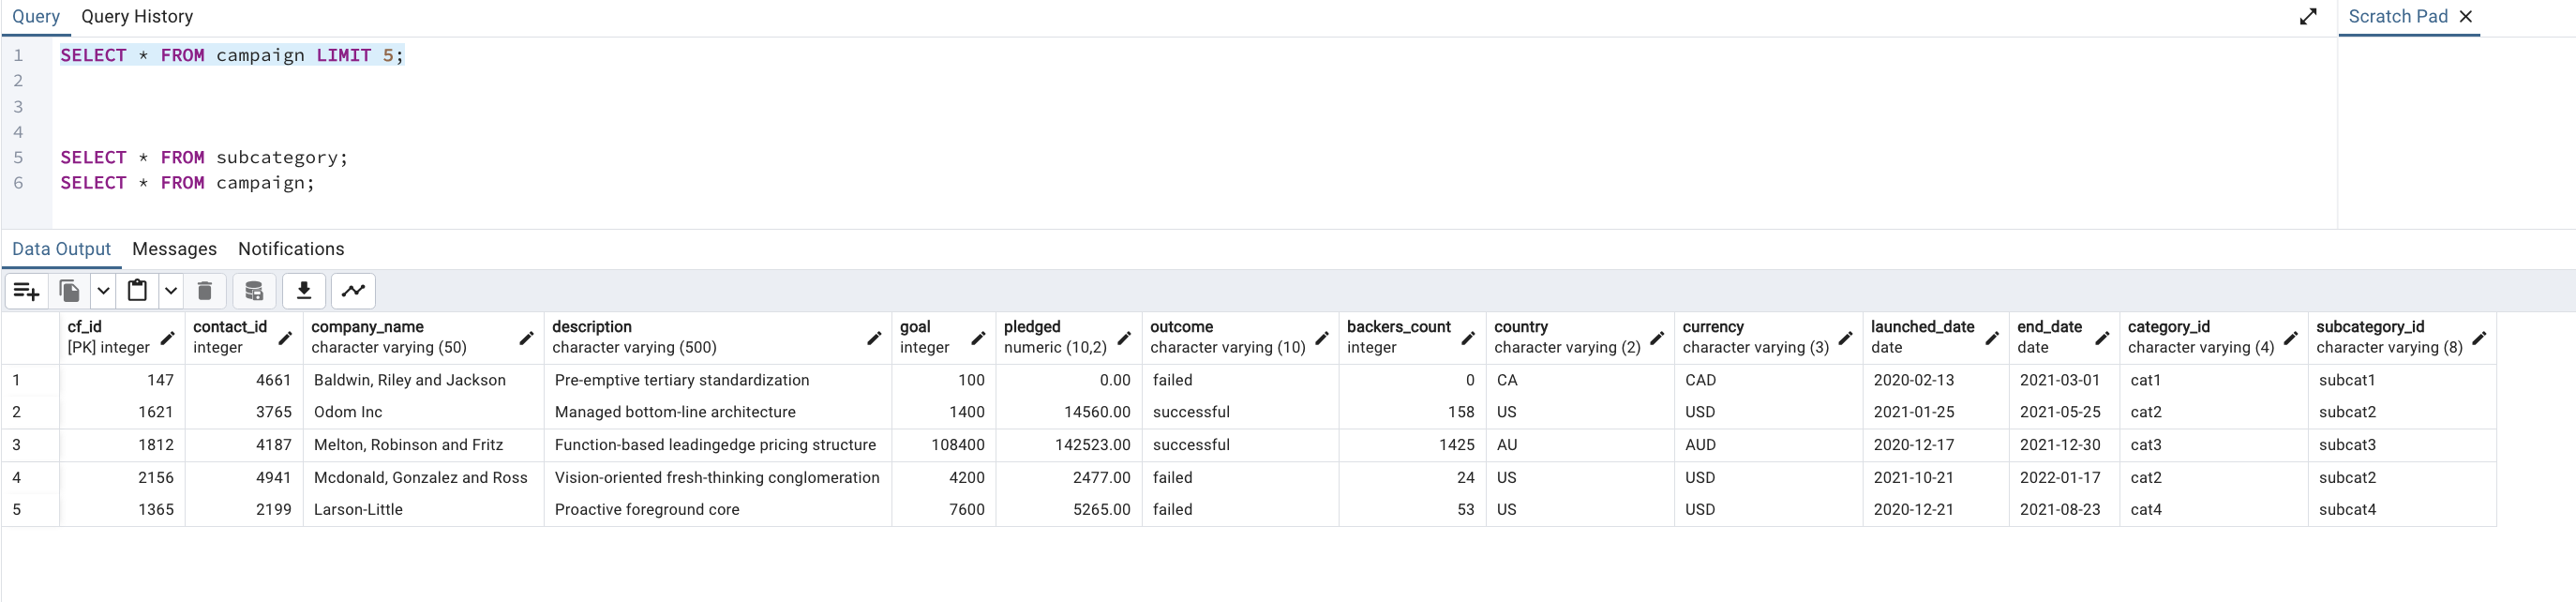 Query Query History Scratch Pad
1 SELECT * FROM campaign LIMIT 5;
2
3
4
5 SELECT * FROM subcategory;
6 SELECT * FROM campaign;
Data Output Messages Notifications
cf_id contact_id company_name description goal pledged outcome backers_count country currency launched_date end_date category_id subcategory_id
[PK] integer integer character varying (50) character varying (500) integer numeric (10,2) character varying (10) integer character varying (2) character varying (3) date date character varying (4) character varying (8)
1 147 4661 Baldwin, Riley and Jackson Pre-emptive tertiary standardization 100 0.00 failed 0 CA CAD 2020-02-13 2021-03-01 cat1 subcat1
2 1621 3765 Odom Inc Managed bottom-line architecture 1400 14560.00 successful 158 US USD 2021-01-25 2021-05-25 cat2 subcat2
3 1812 4187 Melton, Robinson and Fritz Function-based leadingedge pricing structure 108400 142523.00 successful 1425 AU AUD 2020-12-17 2021-12-30 cat3 subcat3
4 2156 4941 Mcdonald, Gonzalez and Ross Vision-oriented fresh-thinking conglomeration 4200 2477.00 failed 24 US USD 2021-10-21 2022-01-17 cat2 subcat2
5 1365 2199 Larson-Little Proactive foreground core 7600 5265.00 failed 53 US USD 2020-12-21 2021-08-23 cat4 subcat4